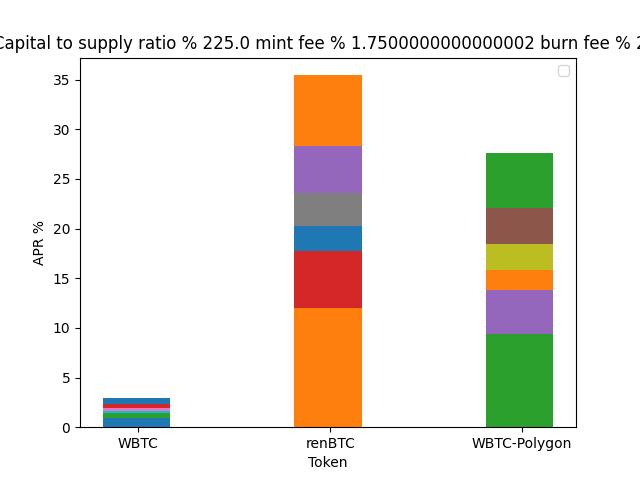 Capital to supply ratio % 225.0 mint fee % 1.7500000000000002 burn fee %
35
30
25
20
15
10
5
0
APR %
WBTC renBTC WBTC-Polygon
Token